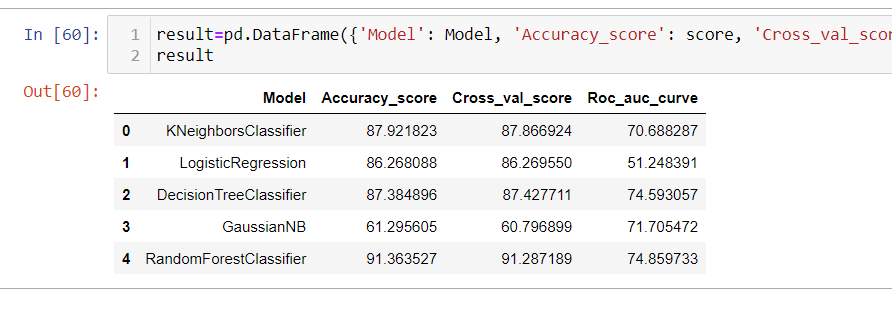 In [60]:
1 result=pd.DataFrame({'Model': Model, 'Accuracy_score': score, 'Cross_val_scor
2 result
Out[60]:
Model Accuracy_score Cross_val_score Roc_auc_curve
0 KNeighborsClassifier 87.921823 87.866924 70.688287
1 LogisticRegression 86.268088 86.269550 51.248391
2 DecisionTreeClassifier 87.384896 87.427711 74.593057
3 GaussianNB 61.295605 60.796899 71.705472
4 RandomForestClassifier 91.363527 91.287189 74.859733